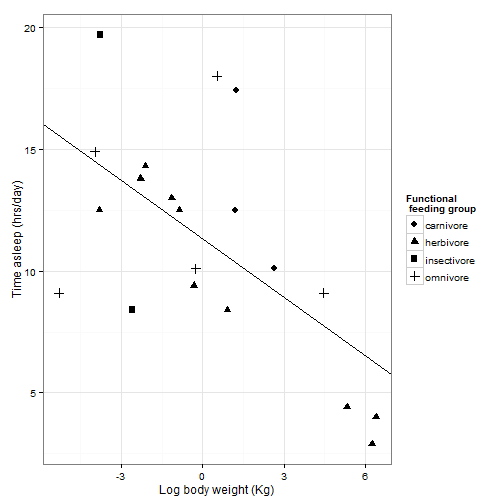 20
15
10
5
Time asleep (hrs/day)
-3 0 3 6
Log body weight (Kg)
Functional
feeding group
carnivore
herbivore
insectivore
omnivore